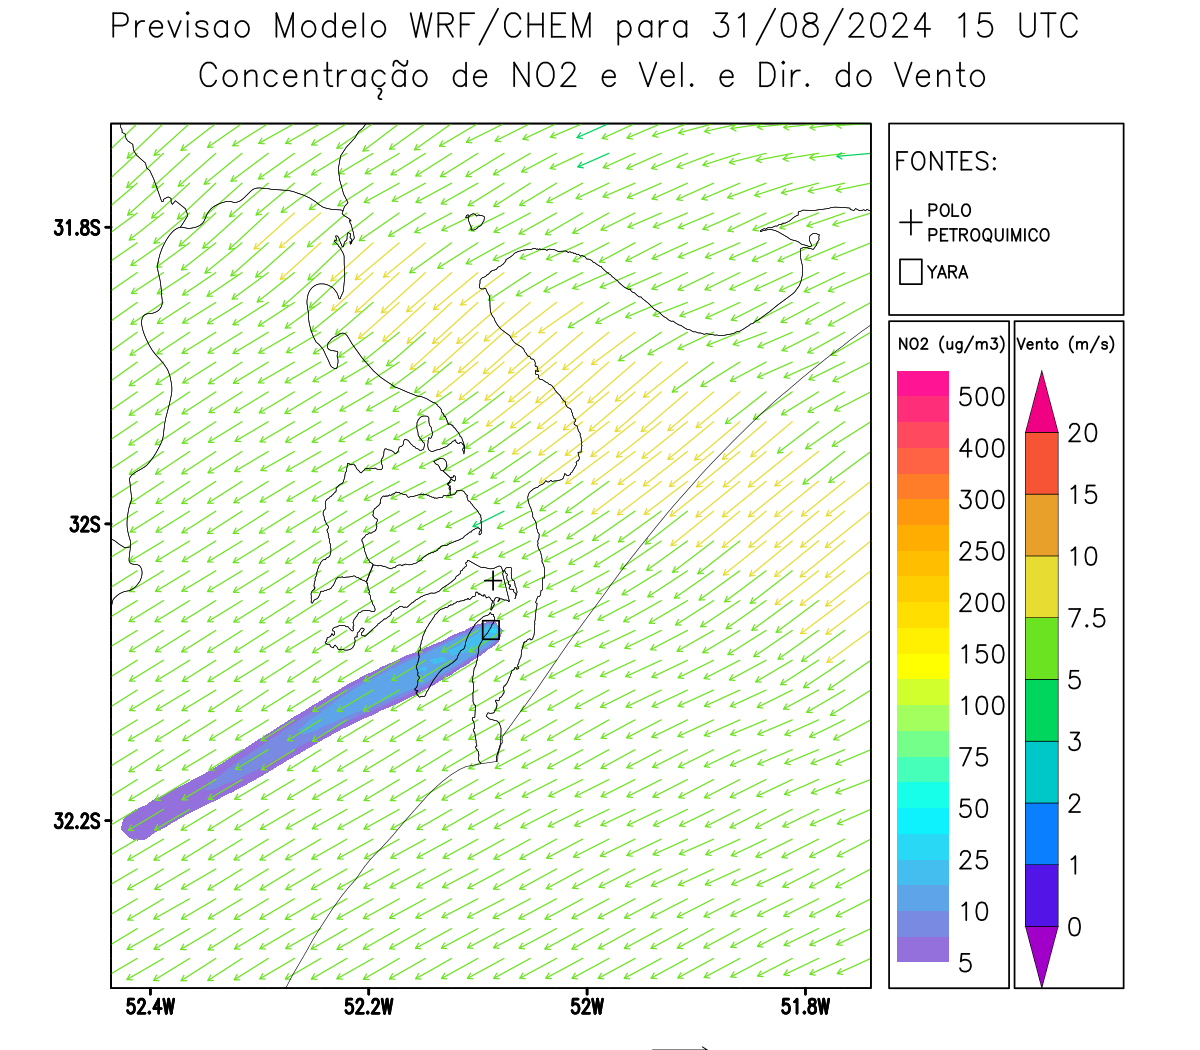 Previsao Modelo WRF/CHEM para 31/08/2024 15 UTC
Concentração de NO2 e Vel. e Dir. do Vento
FONTES:
POLO
PETROQUIMICO
YARA
NO2 (ug/m3)
500
400
300
250
200
150
100
75
50
25
10
5
Vento (m/s)
20
15
10
7.5
5
3
2
1
0
31.8S
32S
32.2S
52.4W
52.2W
52W
51.8W